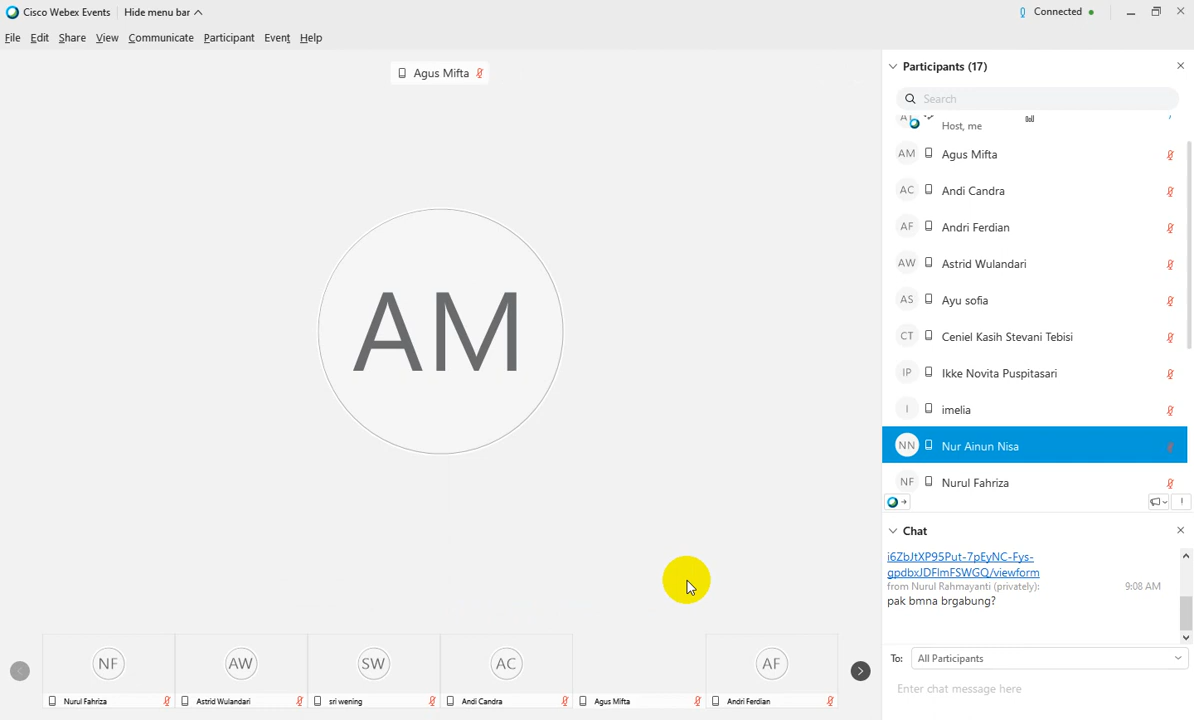 Cisco Webex Events
Hide menu bar
Connected
File Edit Share View Communicate Participant Event Help
Agus Mifta
AM
Participants (17)
Search
Host, me
AM Agus Mifta
AC Andi Candra
AF Andri Ferdian
AW Astrid Wulandari
AS Ayu sofia
CT Ceniel Kasih Stevani Tebisi
IP Ikke Novita Puspitasari
I imelia
NN Nur Ainun Nisa
NF Nurul Fahriza
Chat
i6ZbJtXP95Put-7pEyNC-Fys-
gpdbxJDFlmFSWGQ/viewform
from Nurul Rahmayanti (privately): 9:08 AM
pak bmna brgabung?
To: All Participants
Enter chat message here
NF AW SW AC AF
Nurul Fahriza Astrid Wulandari sri wening Andi Candra Agus Mifta Andri Ferdian